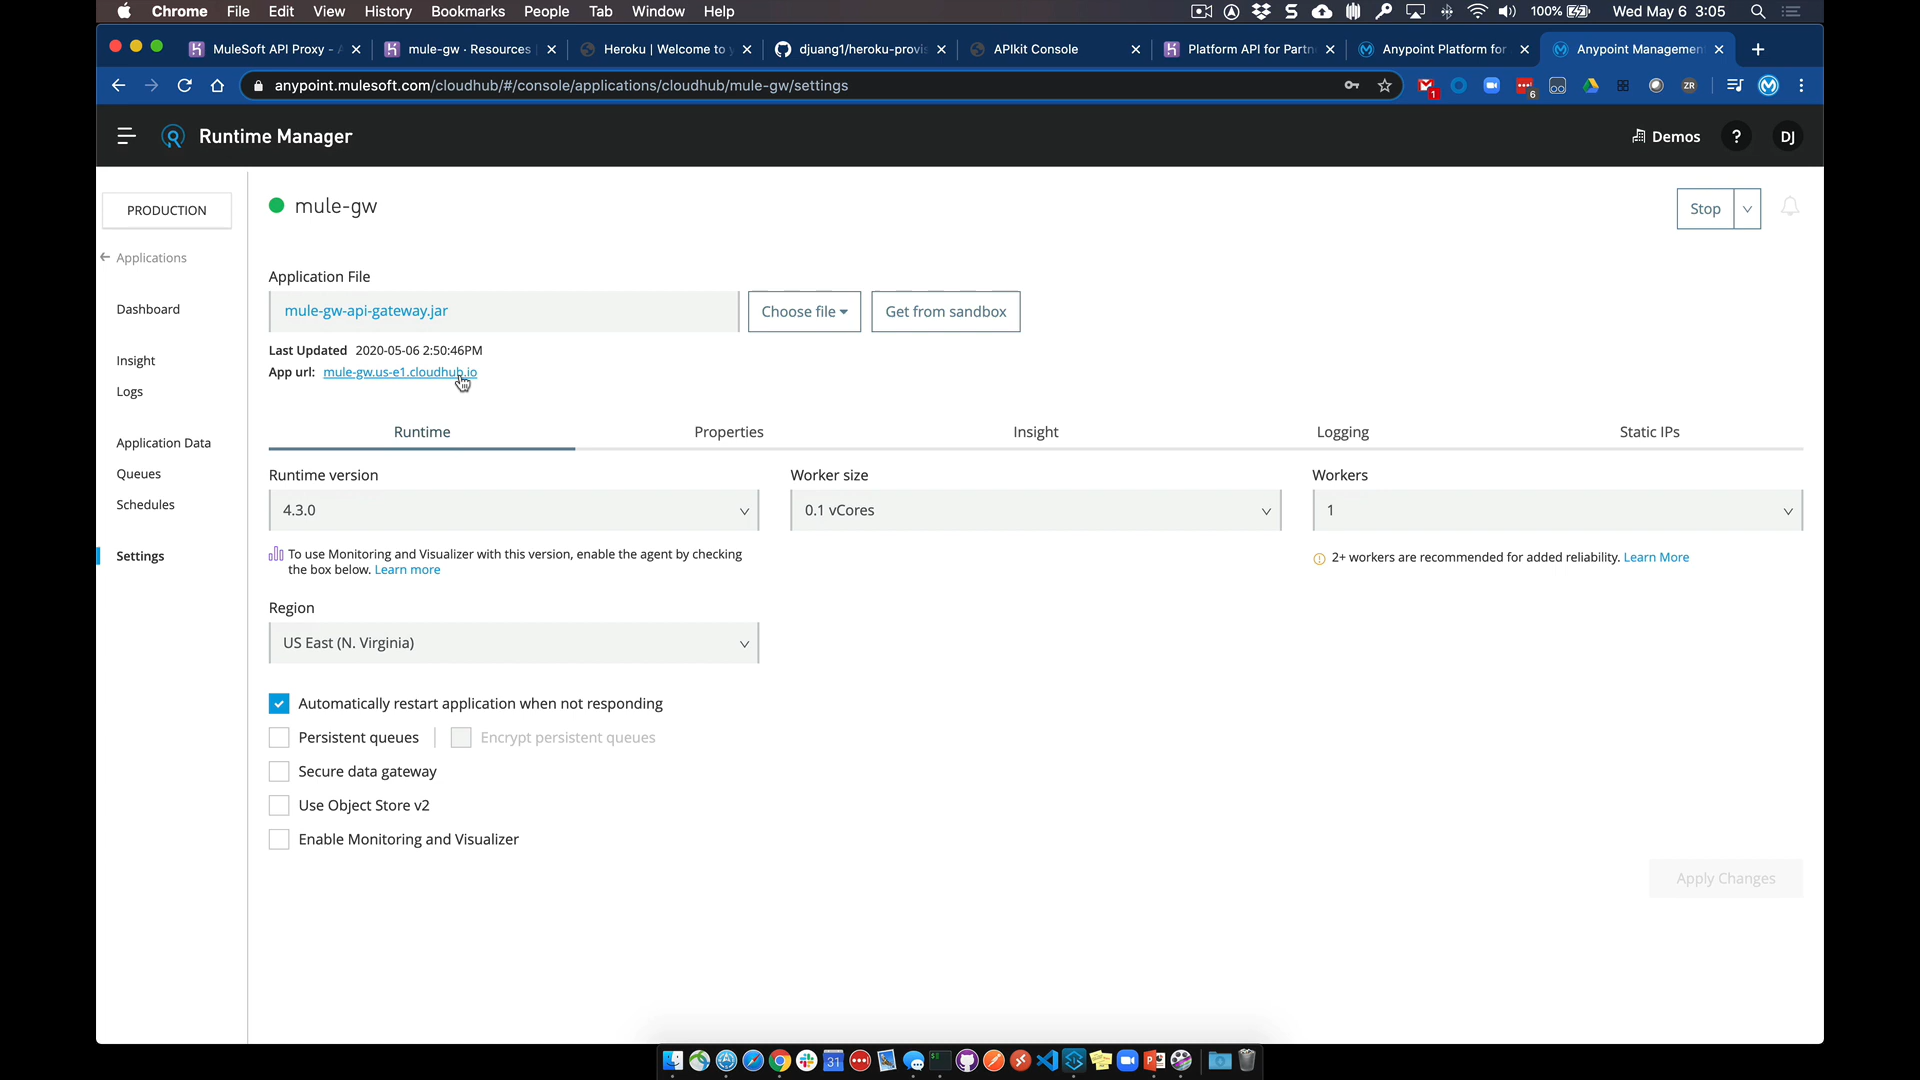 Chrome File Edit View History Bookmarks People Tab Window Help 100% Wed May 6 3:05
MuleSoft API Proxy - mule-gw · Resources Heroku | Welcome to djuang1/heroku-provis APIkit Console Platform API for Partn Anypoint Platform for Anypoint Managemen
anypoint.mulesoft.com/cloudhub/#/console/applications/cloudhub/mule-gw/settings 1 6 ZR
Runtime Manager Demos ? DJ
PRODUCTION
Applications
Dashboard
Insight
Logs
Application Data
Queues
Schedules
Settings
mule-gw Stop
Application File
mule-gw-api-gateway.jar Choose file Get from sandbox
Last Updated 2020-05-06 2:50:46PM
App url: mule-gw.us-e1.cloudhub.io
Runtime Properties Insight Logging Static IPs
Runtime version Worker size Workers
4.3.0 0.1 vCores 1
To use Monitoring and Visualizer with this version, enable the agent by checking
the box below. Learn more
2+ workers are recommended for added reliability. Learn More
Region
US East (N. Virginia)
Automatically restart application when not responding
Persistent queues Encrypt persistent queues
Secure data gateway
Use Object Store v2
Enable Monitoring and Visualizer
Apply Changes
31